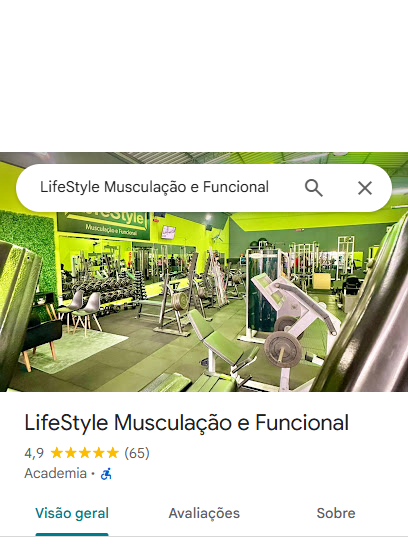 LifeStyle Musculação e Funcional
LifeStyle
Musculação e Funcional
LifeStyle Musculação e Funcional
4,9 (65)
Academia ·
Visão geral Avaliações Sobre